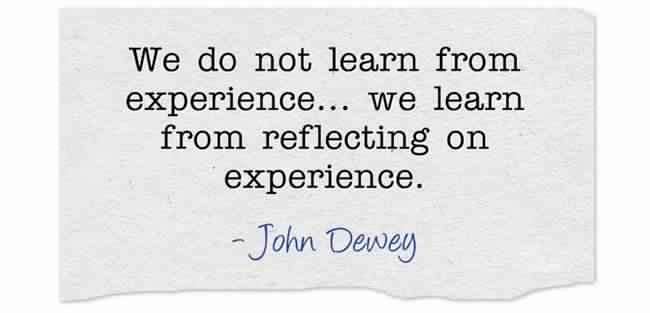 We do not learn from
experience... we learn
from reflecting on
experience.
- John Dewey